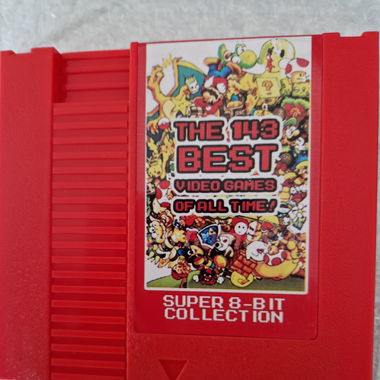 THE 143
BEST
VIDEO GAMES
OF ALL TIME!
SUPER 8-BIT
COLLECTION